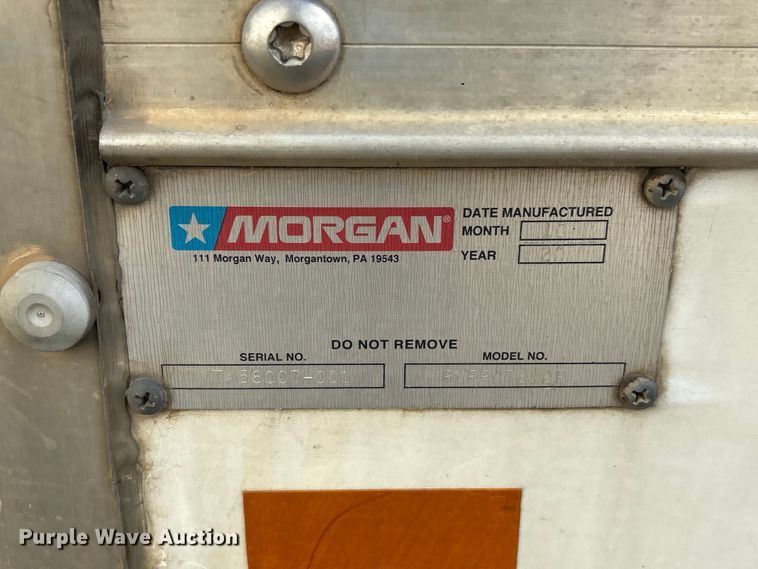 MORGAN®
111 Morgan Way, Morgantown, PA 19543
DATE MANUFACTURED
MONTH
YEAR
DO NOT REMOVE
SERIAL NO.
MODEL NO.
Purple Wave Auction